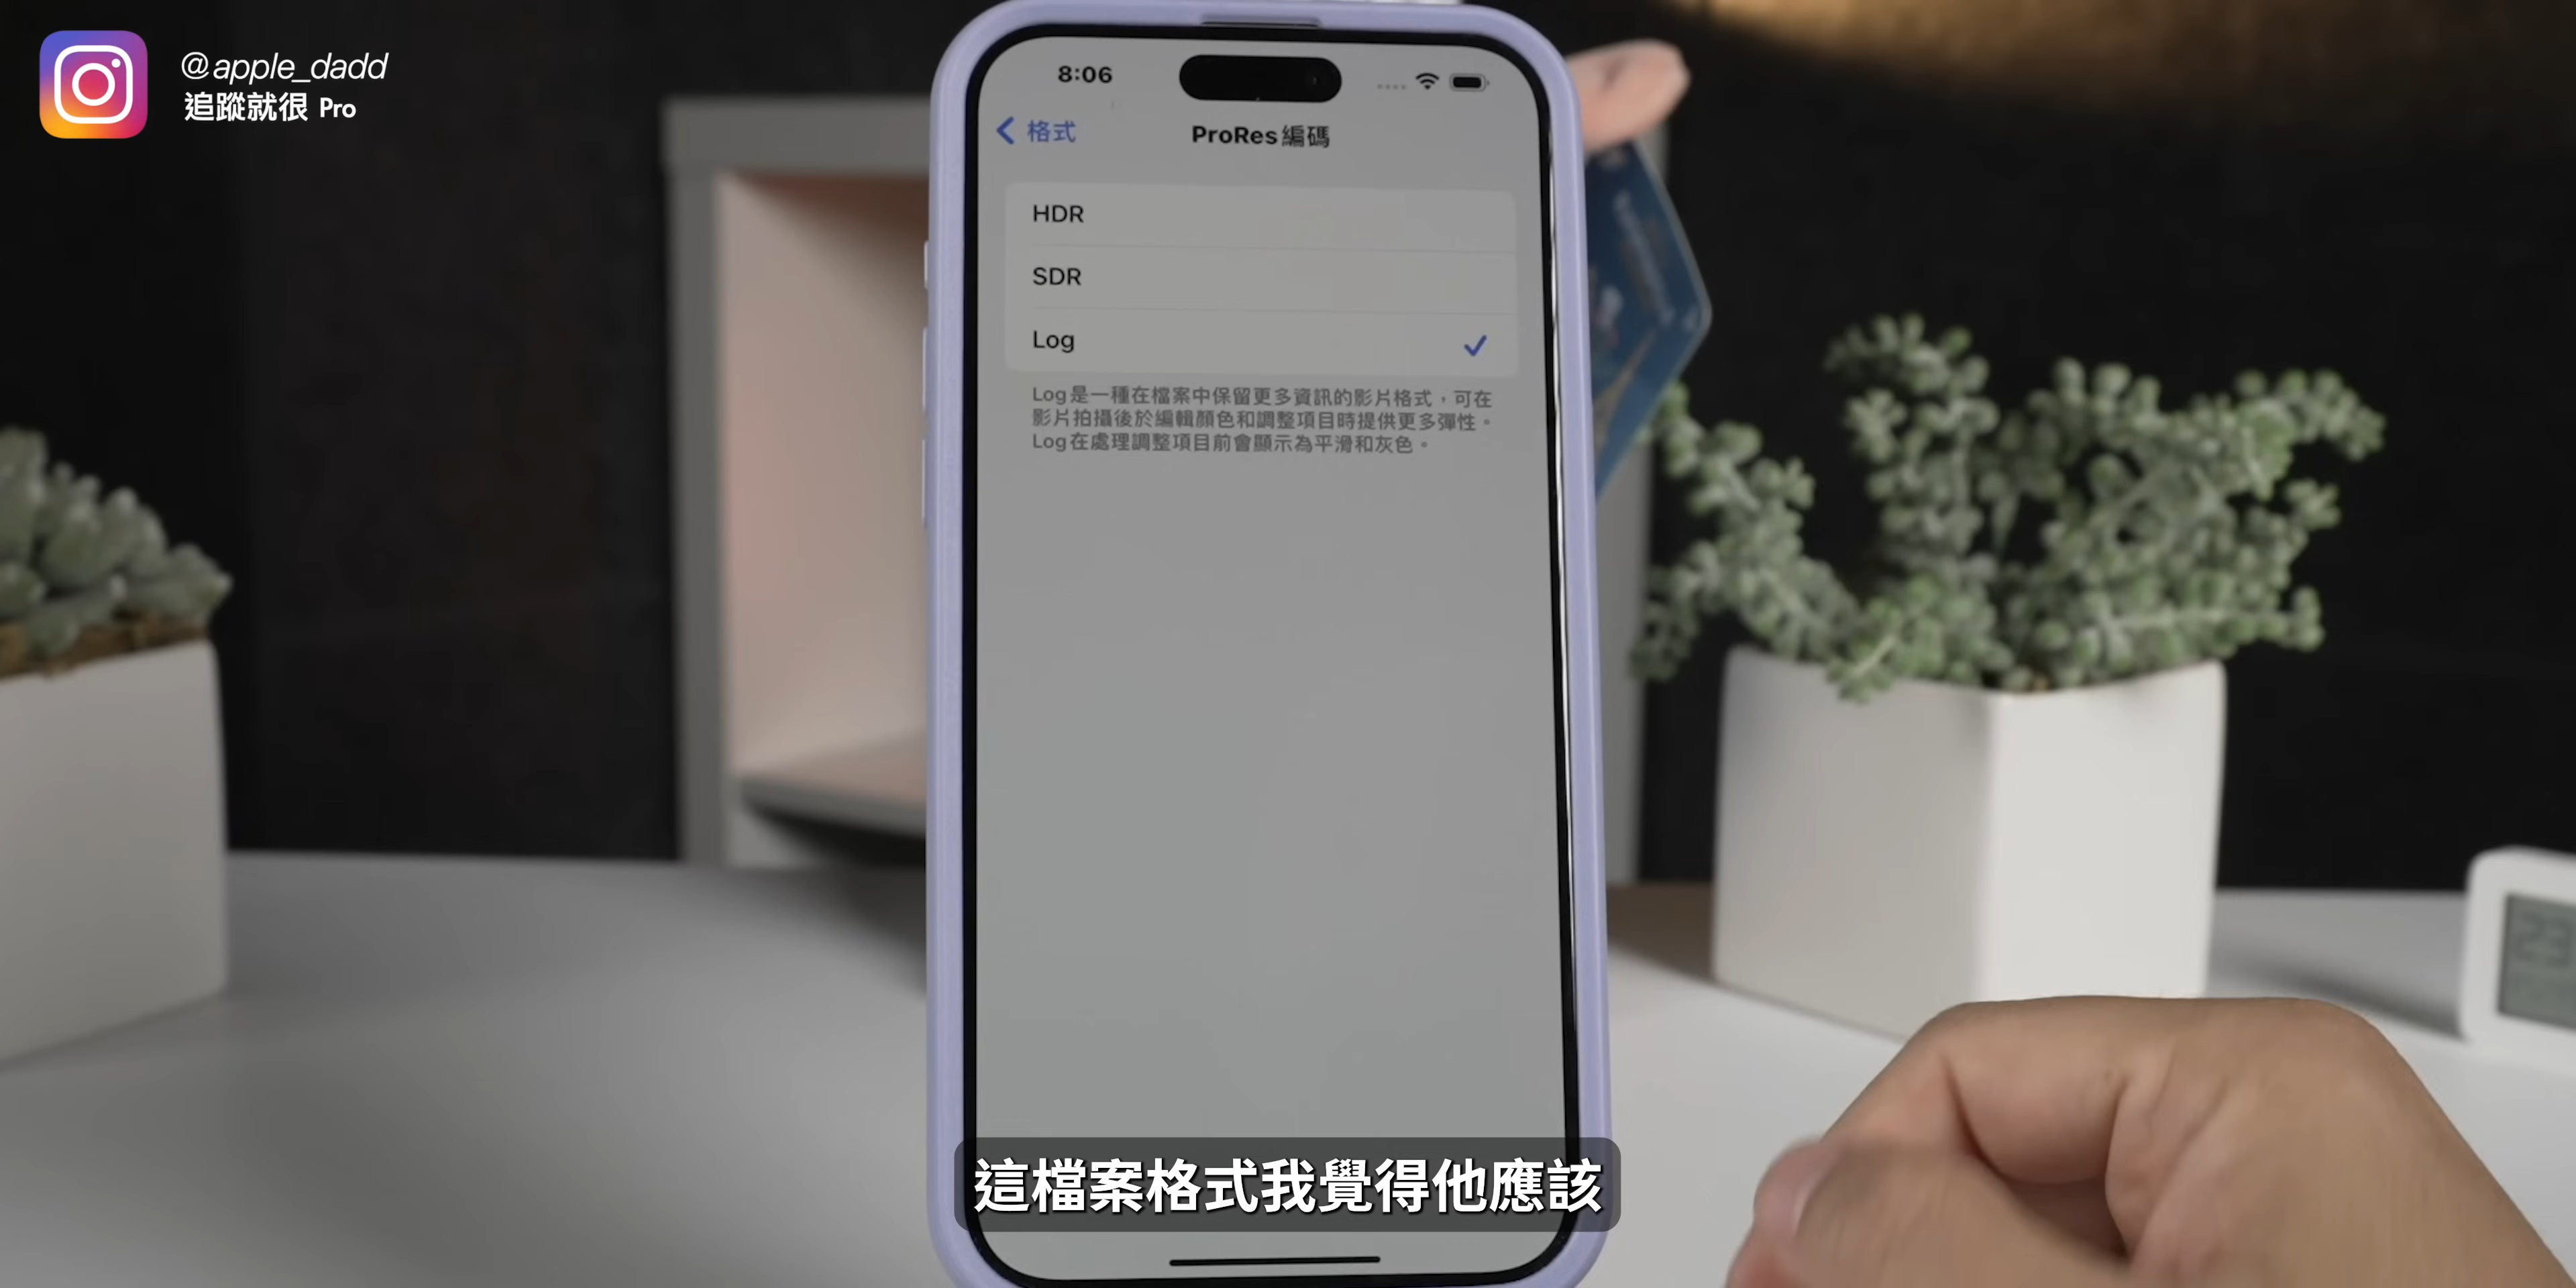 @apple_dadd
追蹤就很 Pro
8:06
格式
ProRes編碼
HDR
SDR
Log
Log是一種在檔案中保留更多資訊的影片格式，可在
影片拍攝後於編輯顏色和調整項目時提供更多彈性。
Log在處理調整項目前會顯示為平滑和灰色。
23
這檔案格式我覺得他應該